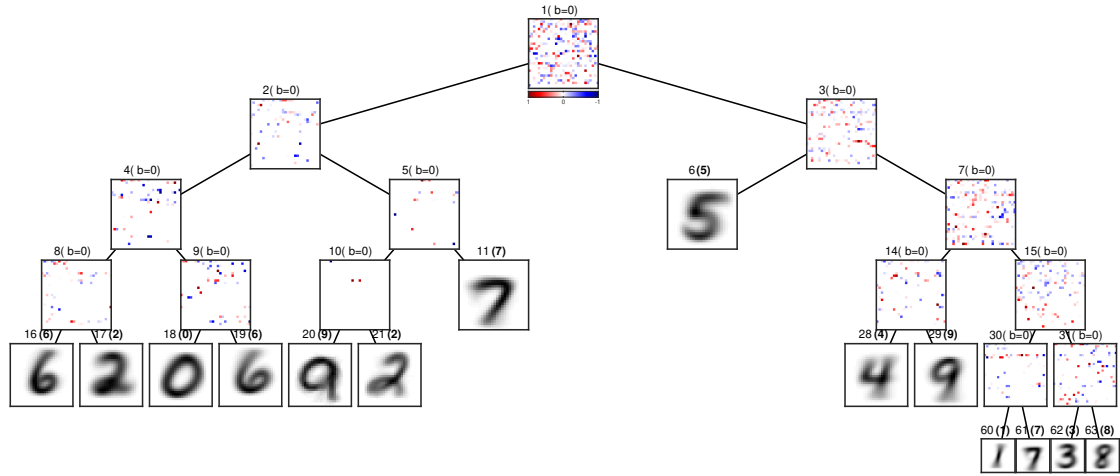 1( b=0)
1 0 -1
2( b=0) 3( b=0)
4( b=0) 5( b=0) 6(5) 7( b=0)
8( b=0) 9( b=0) 10( b=0) 11(7) 14( b=0) 15( b=0)
16(6) 17(2) 18(0) 19(6) 20(9) 21(2) 28(4) 29(9) 30( b=0) 31( b=0)
60(1) 61(7) 62(3) 63(8)